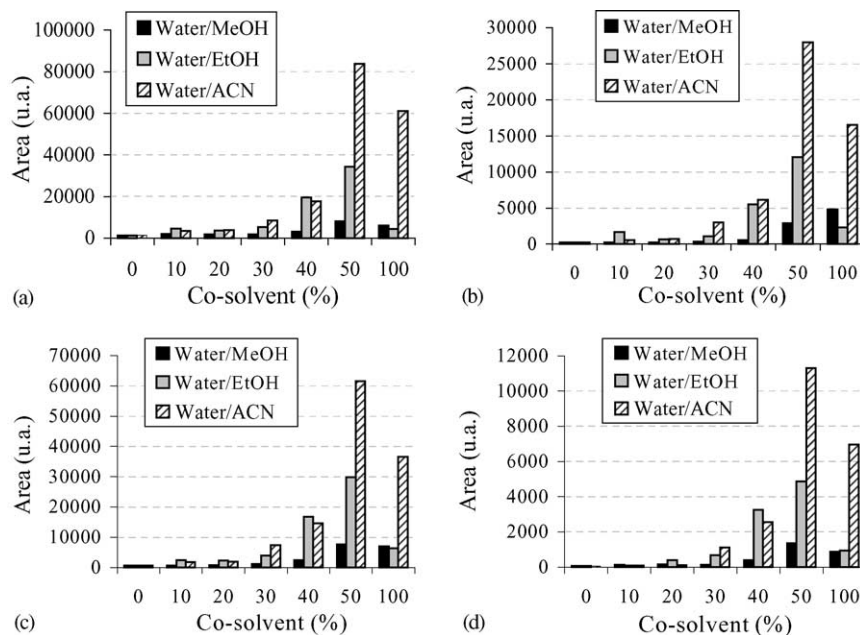 Water/MeOH
Water/EtOH
Water/ACN
Area (u.a.)
100000
80000
60000
40000
20000
0
0 10 20 30 40 50 100
Co-solvent (%)
(a)
Water/MeOH
Water/EtOH
Water/ACN
Area (u.a.)
30000
25000
20000
15000
10000
5000
0
0 10 20 30 40 50 100
Co-solvent (%)
(b)
Water/MeOH
Water/EtOH
Water/ACN
Area (u.a.)
70000
60000
50000
40000
30000
20000
10000
0
0 10 20 30 40 50 100
Co-solvent (%)
(c)
Water/MeOH
Water/EtOH
Water/ACN
Area (u.a.)
12000
10000
8000
6000
4000
2000
0
0 10 20 30 40 50 100
Co-solvent (%)
(d)